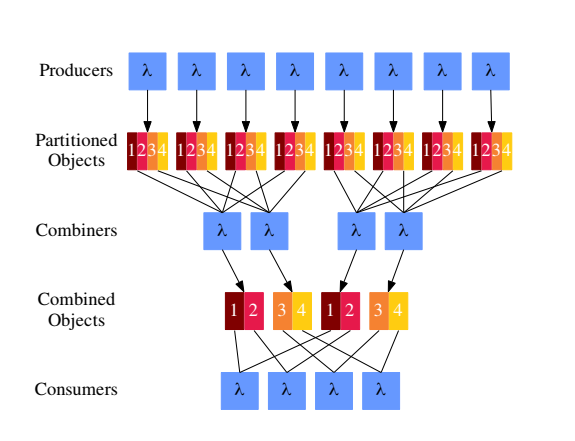 Producers λ λ λ λ λ λ λ λ
Partitioned
Objects
1234 1234 1234 1234 1234 1234 1234 1234
Combiners λ λ λ λ
Combined
Objects
1 2 3 4 1 2 3 4
Consumers λ λ λ λ